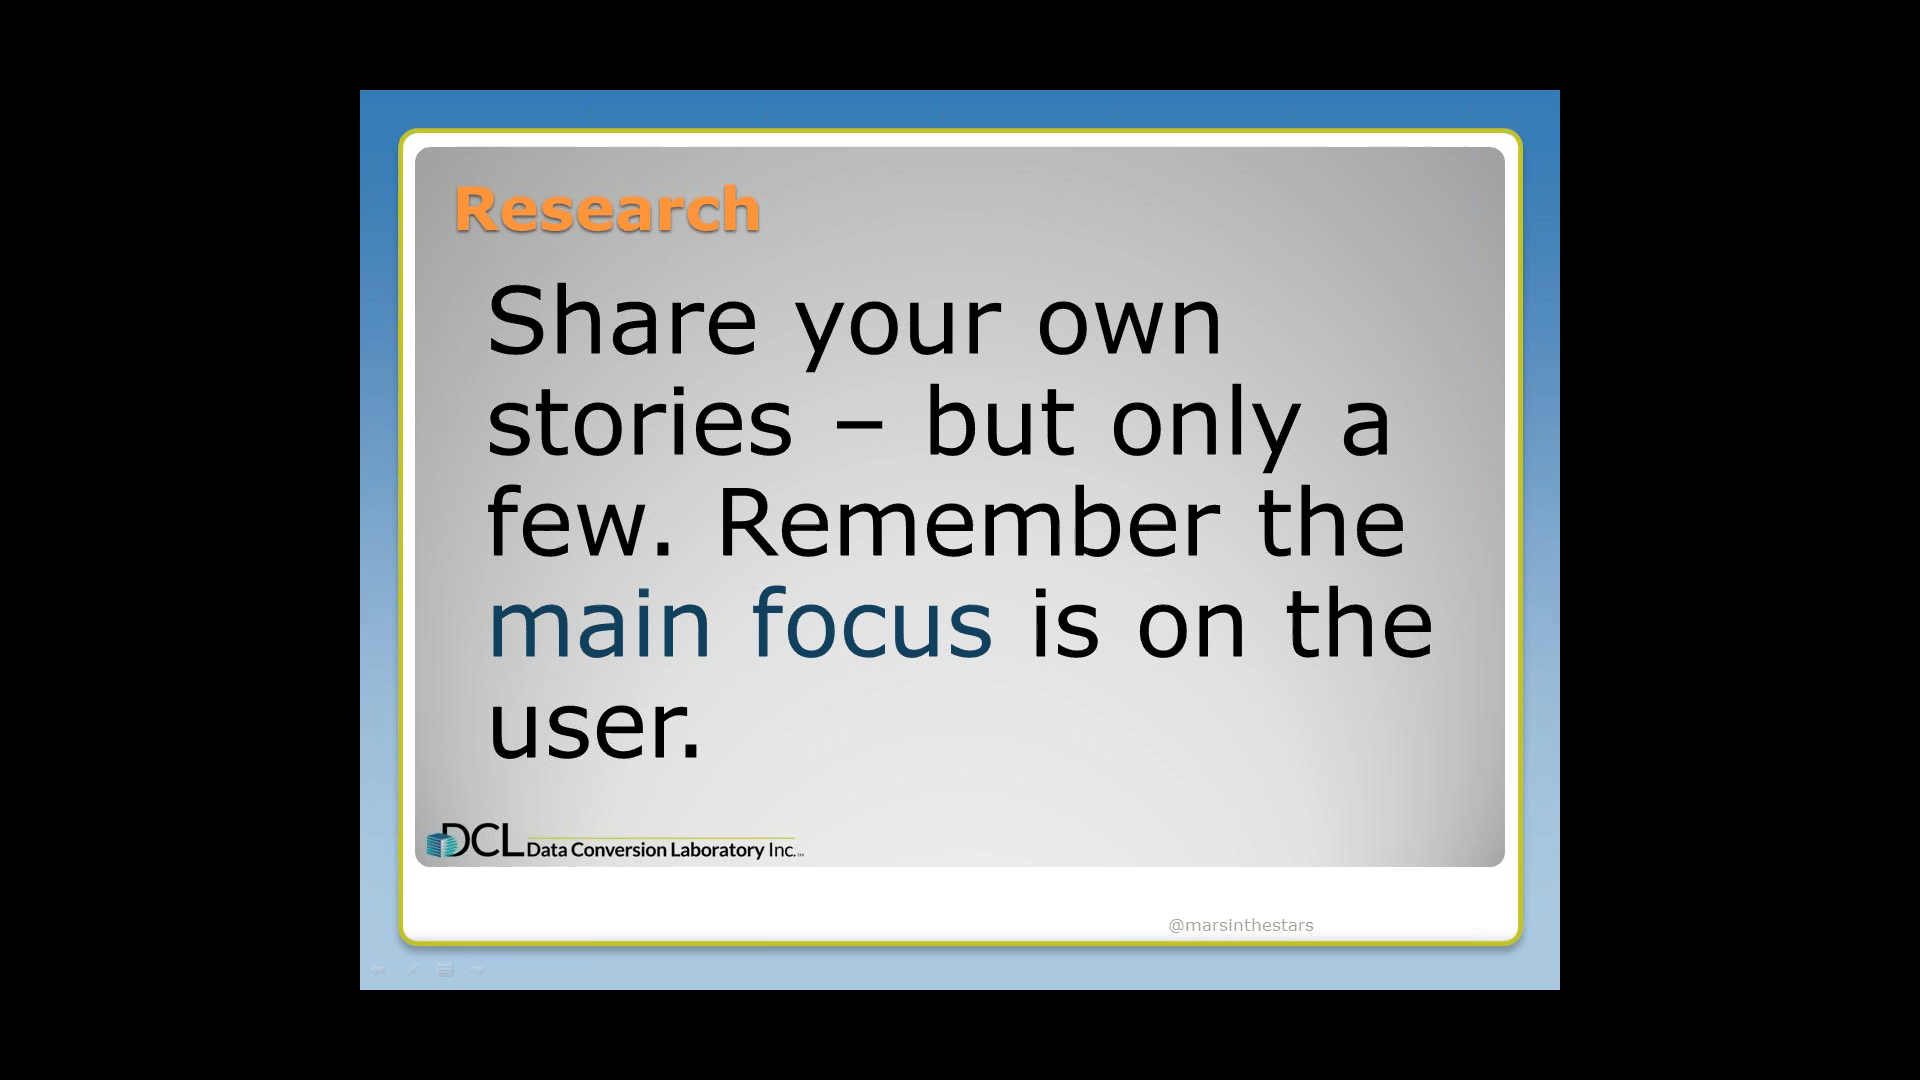 Research
Share your own
stories – but only a
few. Remember the
main focus is on the
user.
DCL Data Conversion Laboratory Inc.
@marsinthestars